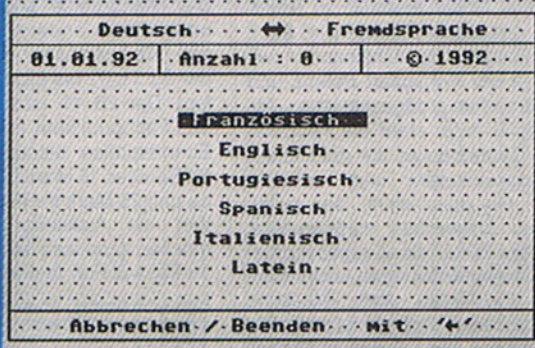 Deutsch ⇔ Fremdsprache
01.01.92 Anzahl : 0 © 1992
Französisch
Englisch
Portugiesisch
Spanisch
Italienisch
Latein
Abbrechen / Beenden mit '←'